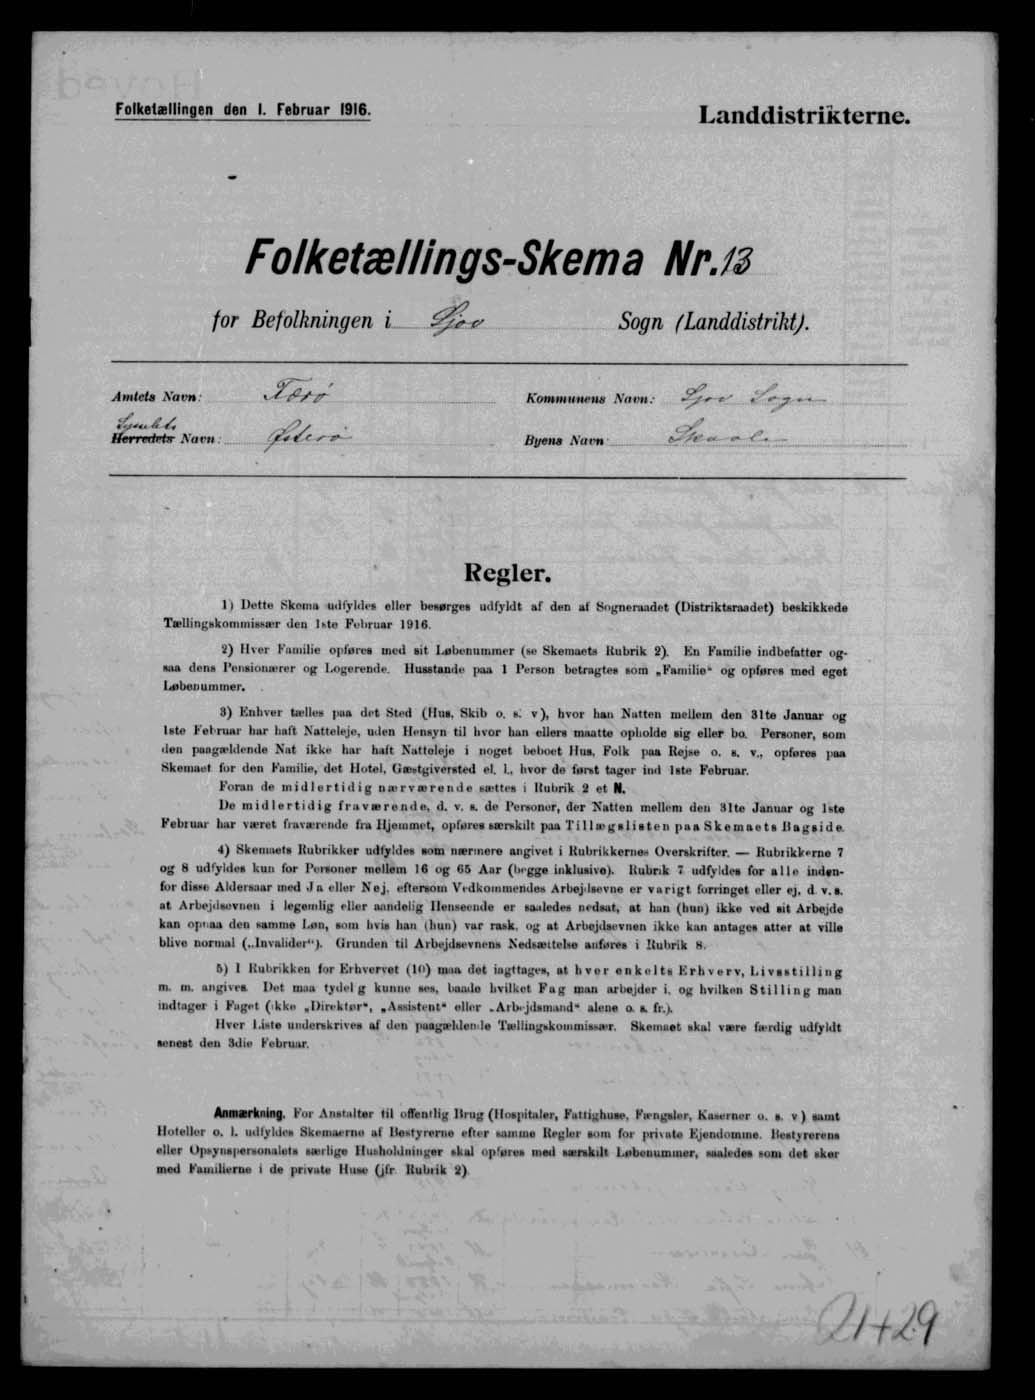 Folketællingen den 1. Februar 1916.
Landdistrikterne.
Folketællings-Skema Nr. 13
for Befolkningen i Sjov Sogn (Landdistrikt).
Amtets Navn: Færø
Kommunens Navn: Sjov Sogn
Syssels
Herredets Navn: Østerø
Byens Navn: Skaale
Regler.
1) Dette Skema udfyldes eller besørges udfyldt af den af Sogneraadet (Distriktsraadet) beskikkede
Tællingskommissær den 1ste Februar 1916.
2) Hver Familie opføres med sit Løbenummer (se Skemaets Rubrik 2). En Familie indbefatter og-
saa dens Pensionærer og Logerende. Husstande paa 1 Person betragtes som „Familie“ og opføres med eget
Løbenummer.
3) Enhver tælles paa det Sted (Hus, Skib o. s. v), hvor han Natten mellem den 31te Januar og
1ste Februar har haft Natteleje, uden Hensyn til hvor han ellers maatte opholde sig eller bo. Personer, som
den paagældende Nat ikke har haft Natteleje i noget beboet Hus, Folk paa Rejse o. s. v., opføres paa
Skemaet for den Familie, det Hotel, Gæstgiversted el. l., hvor de først tager ind 1ste Februar.
Foran de midlertidig nærværende sættes i Rubrik 2 et N.
De midlertidig fraværende, d. v. s. de Personer, der Natten mellem den 31te Januar og 1ste
Februar har været fraværende fra Hjemmet, opføres særskilt paa Tillægslisten paa Skemaets Bagside.
4) Skemaets Rubrikker udfyldes som nærmere angivet i Rubrikkernes Overskrifter. — Rubrikkerne 7
og 8 udfyldes kun for Personer mellem 16 og 65 Aar (begge inklusive). Rubrik 7 udfyldes for alle inden-
for disse Aldersaar med Ja eller Nej, eftersom Vedkommendes Arbejdsevne er varigt forringet eller ej, d. v. s.
at Arbejdsevnen i legemlig eller aandelig Henseende er saaledes nedsat, at han (hun) ikke ved sit Arbejde
kan opnaa den samme Løn, som hvis han (hun) var rask, og at Arbejdsevnen ikke kan antages atter at ville
blive normal („Invalider“). Grunden til Arbejdsevnens Nedsættelse anføres i Rubrik 8.
5) I Rubrikken for Erhvervet (10) maa det iagttages, at hver enkelts Erhverv, Livsstilling
m. m. angives. Det maa tydelig kunne ses, baade hvilket Fag man arbejder i, og hvilken Stilling man
indtager i Faget (ikke „Direktør“, „Assistent“ eller „Arbejdsmand“ alene o. s. fr.).
Hver Liste underskrives af den paagældende Tællingskommissær. Skemaet skal være færdig udfyldt
senest den 3die Februar.
Anmærkning. For Anstalter til offentlig Brug (Hospitaler, Fattighuse, Fængsler, Kaserner o. s. v) samt
Hoteller o. l. udfyldes Skemaerne af Bestyrerne efter samme Regler som for private Ejendomme. Bestyrerens
eller Opsynspersonalets særlige Husholdninger skal opføres med særskilt Løbenummer, saaledes som det sker
med Familierne i de private Huse (jfr. Rubrik 2).
21+29